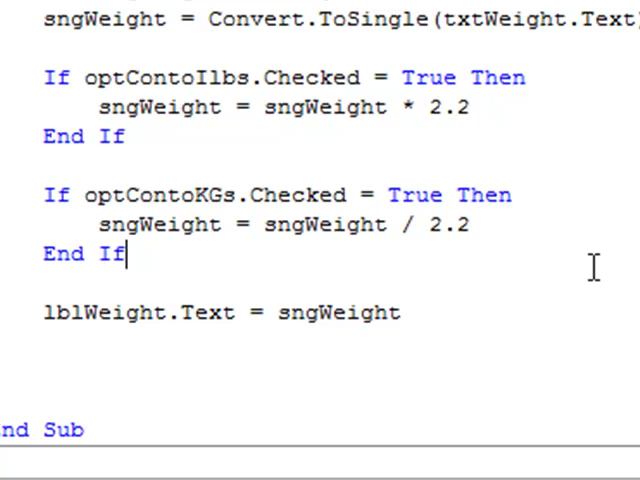 sngWeight = Convert.ToSingle(txtWeight.Text)
If optContoIlbs.Checked = True Then
sngWeight = sngWeight * 2.2
End If
If optContoKGs.Checked = True Then
sngWeight = sngWeight / 2.2
End If
lblWeight.Text = sngWeight
nd Sub